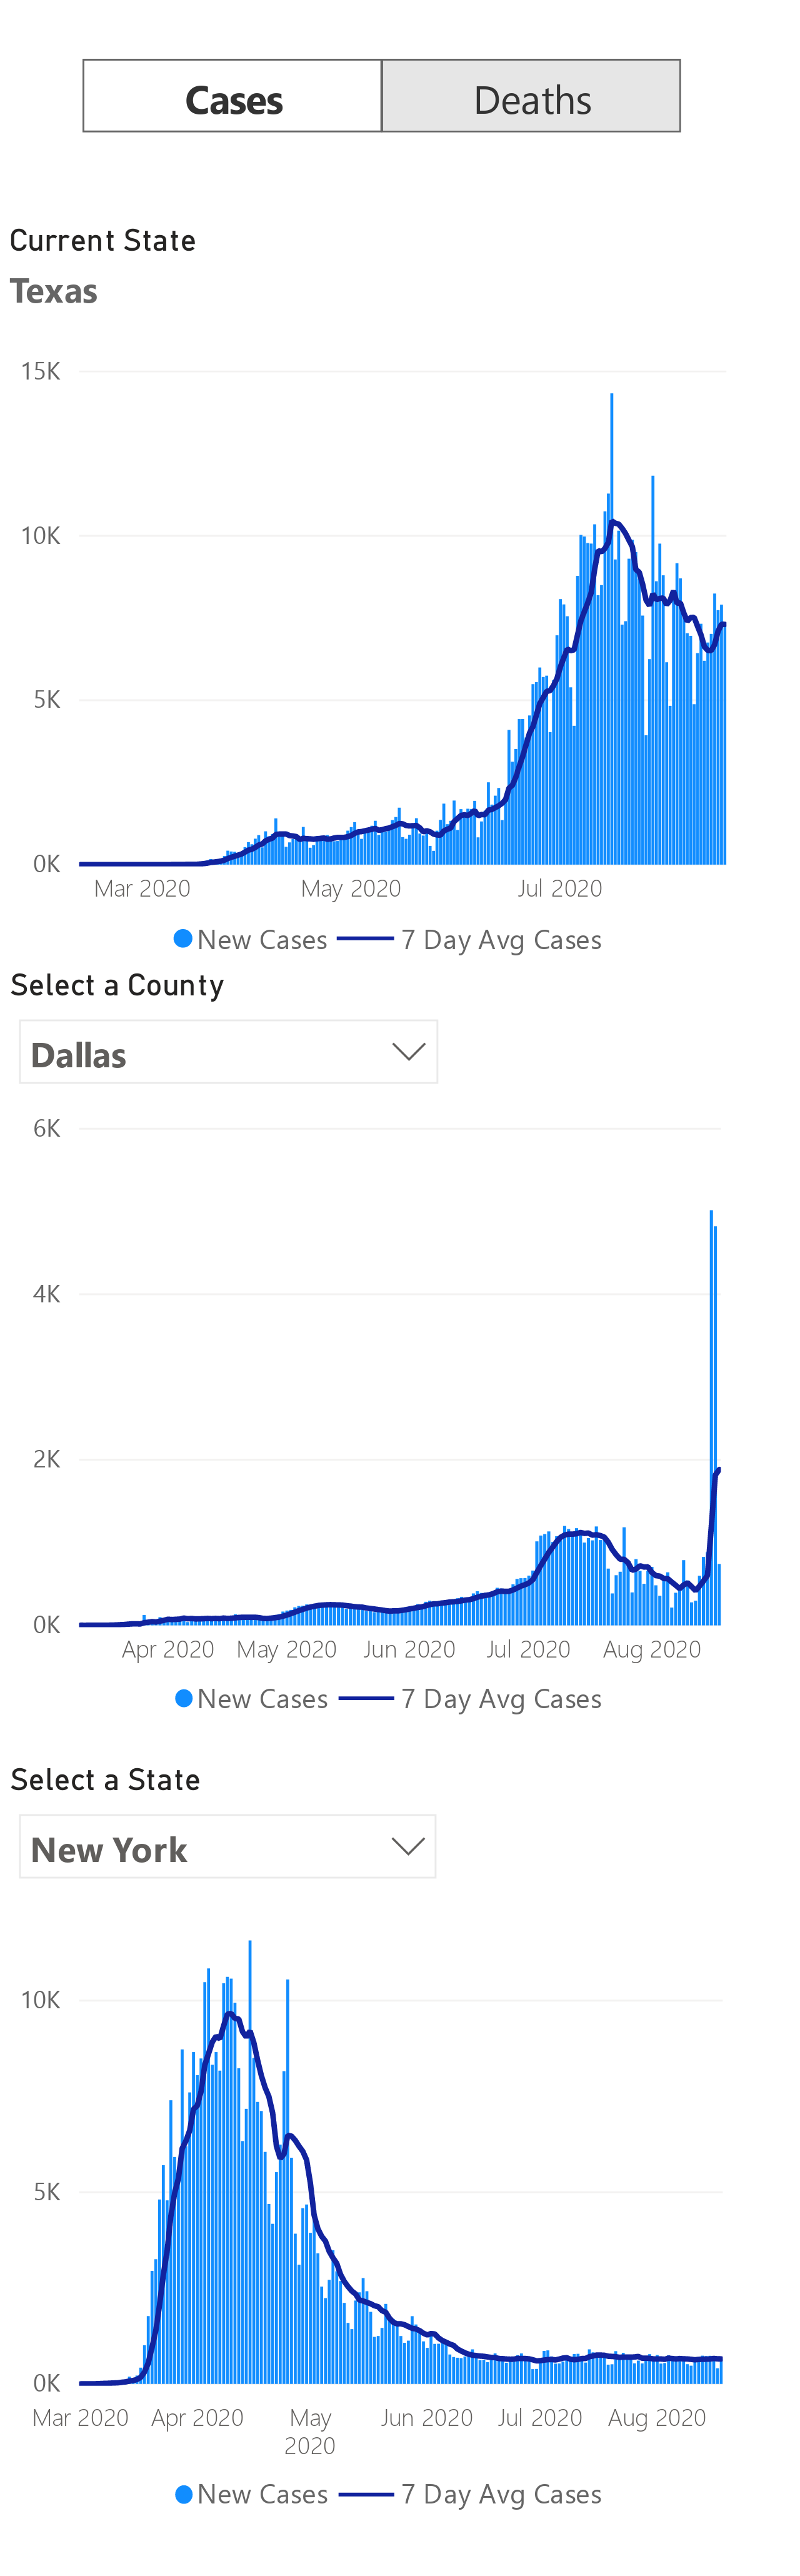 Cases Deaths
Current State
Texas
15K
10K
5K
0K
Mar 2020 May 2020 Jul 2020
New Cases 7 Day Avg Cases
Select a County
Dallas
6K
4K
2K
0K
Apr 2020 May 2020 Jun 2020 Jul 2020 Aug 2020
New Cases 7 Day Avg Cases
Select a State
New York
10K
5K
0K
Mar 2020 Apr 2020 May Jun 2020 Jul 2020 Aug 2020
2020
New Cases 7 Day Avg Cases